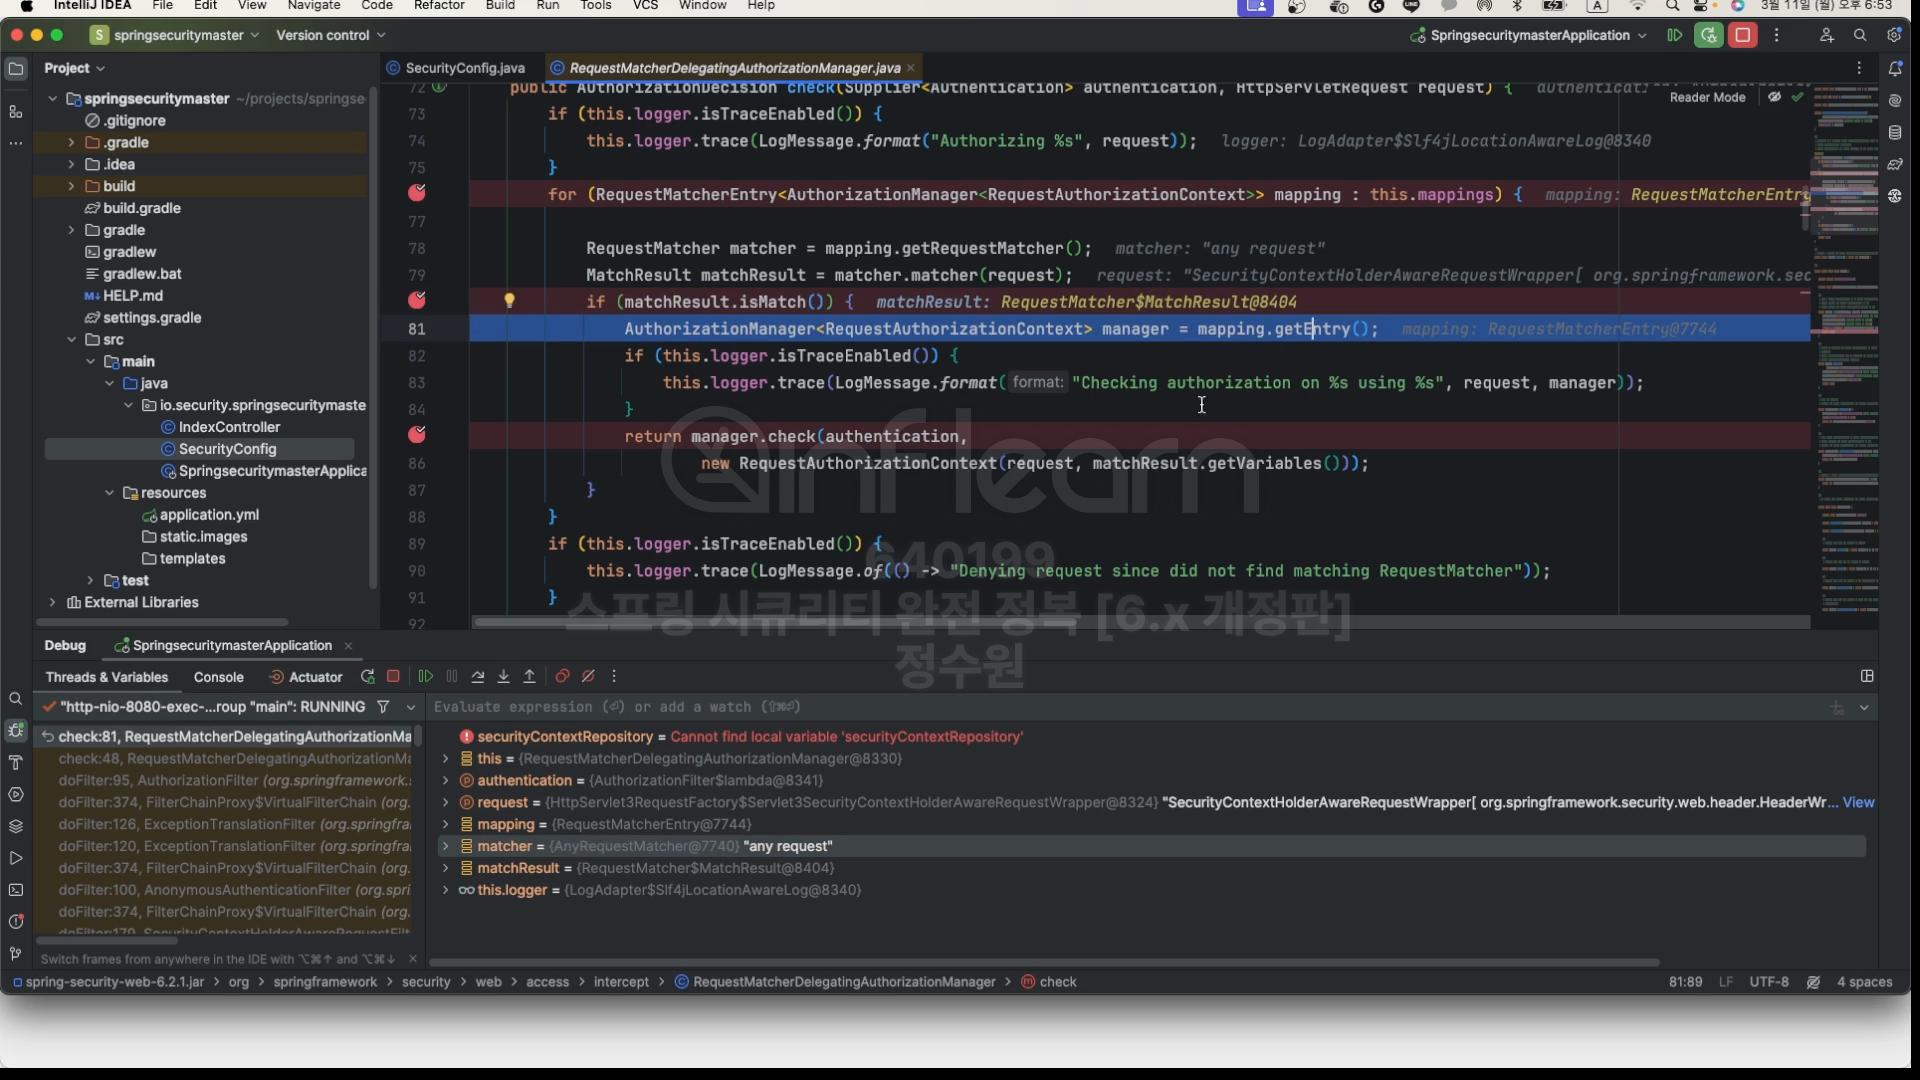 IntelliJ IDEA File Edit View Navigate Code Refactor Build Run Tools VCS Window Help 3월 11일 (월) 오후 6:53
S springsecuritymaster Version control SpringsecuritymasterApplication
Project SecurityConfig.java RequestMatcherDelegatingAuthorizationManager.java
springsecuritymaster ~/projects/springse
.gitignore
.gradle
.idea
build
build.gradle
gradle
gradlew
gradlew.bat
HELP.md
settings.gradle
src
main
java
io.security.springsecuritymaste
IndexController
SecurityConfig
SpringsecuritymasterApplica
resources
application.yml
static.images
templates
test
External Libraries
Reader Mode
72 public AuthorizationDecision check(Supplier<Authentication> authentication, HttpServletRequest request) {
73 if (this.logger.isTraceEnabled()) {
74 this.logger.trace(LogMessage.format("Authorizing %s", request)); logger: LogAdapter$Slf4jLocationAwareLog@8340
75 }
for (RequestMatcherEntry<AuthorizationManager<RequestAuthorizationContext>> mapping : this.mappings) { mapping: RequestMatcherEntry
77
78 RequestMatcher matcher = mapping.getRequestMatcher(); matcher: "any request"
79 MatchResult matchResult = matcher.matcher(request); request: "SecurityContextHolderAwareRequestWrapper[ org.springframework.sec
if (matchResult.isMatch()) { matchResult: RequestMatcher$MatchResult@8404
81 AuthorizationManager<RequestAuthorizationContext> manager = mapping.getEntry(); mapping: RequestMatcherEntry@7744
82 if (this.logger.isTraceEnabled()) {
83 this.logger.trace(LogMessage.format( format: "Checking authorization on %s using %s", request, manager));
84 }
return manager.check(authentication,
86 new RequestAuthorizationContext(request, matchResult.getVariables()));
87 }
88 }
89 if (this.logger.isTraceEnabled()) {
90 this.logger.trace(LogMessage.of(() -> "Denying request since did not find matching RequestMatcher"));
91 }
92
inflearn
640199
스프링 시큐리티 완전 정복 [6.x 개정판]
정수원
Debug SpringsecuritymasterApplication
Threads & Variables Console Actuator
"http-nio-8080-exec-...roup "main": RUNNING
check:81, RequestMatcherDelegatingAuthorizationMa
check:48, RequestMatcherDelegatingAuthorizationMa
doFilter:95, AuthorizationFilter (org.springframework.
doFilter:374, FilterChainProxy$VirtualFilterChain (org.
doFilter:126, ExceptionTranslationFilter (org.springfra
doFilter:120, ExceptionTranslationFilter (org.springfra
doFilter:374, FilterChainProxy$VirtualFilterChain (org.
doFilter:100, AnonymousAuthenticationFilter (org.spri
doFilter:374, FilterChainProxy$VirtualFilterChain (org.
doFilter:179, SecurityContextHolderAwareRequestFilt
Switch frames from anywhere in the IDE with ⌥⌘↑ and ⌥⌘↓
Evaluate expression (⏎) or add a watch (⇧⌘⏎)
securityContextRepository = Cannot find local variable 'securityContextRepository'
this = {RequestMatcherDelegatingAuthorizationManager@8330}
authentication = {AuthorizationFilter$lambda@8341}
request = {HttpServlet3RequestFactory$Servlet3SecurityContextHolderAwareRequestWrapper@8324} "SecurityContextHolderAwareRequestWrapper[ org.springframework.security.web.header.HeaderWr... View
mapping = {RequestMatcherEntry@7744}
matcher = {AnyRequestMatcher@7740} "any request"
matchResult = {RequestMatcher$MatchResult@8404}
this.logger = {LogAdapter$Slf4jLocationAwareLog@8340}
spring-security-web-6.2.1.jar > org > springframework > security > web > access > intercept > RequestMatcherDelegatingAuthorizationManager > check 81:89 LF UTF-8 4 spaces